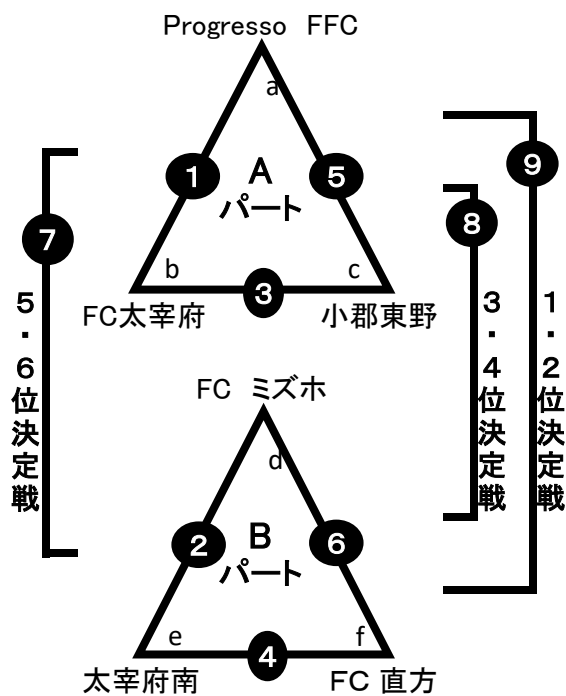 Progresso FFC
a
1
A
パート
5
b
c
3
FC太宰府
小郡東野
7
5・6位決定戦
8
3・4位決定戦
9
1・2位決定戦
FC ミズホ
d
2
B
パート
6
e
f
4
太宰府南
FC 直方